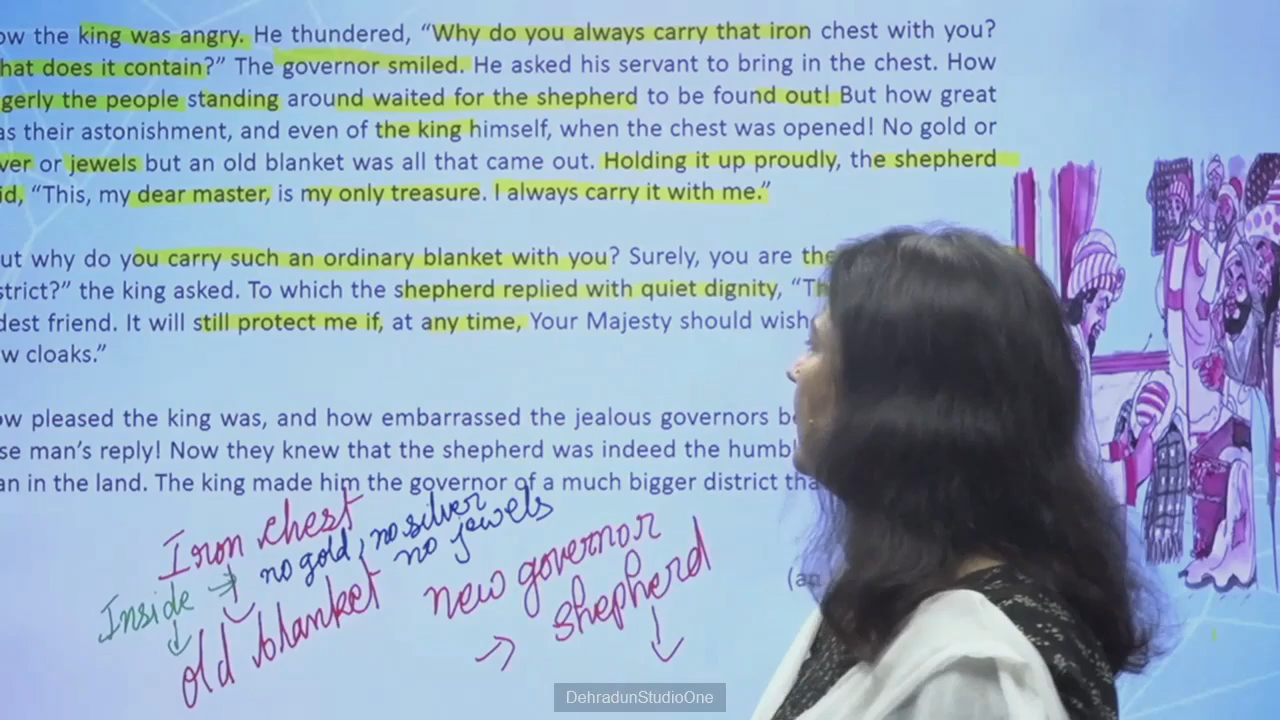 ow the king was angry. He thundered, “Why do you always carry that iron chest with you?
hat does it contain?” The governor smiled. He asked his servant to bring in the chest. How
gerly the people standing around waited for the shepherd to be found out! But how great
as their astonishment, and even of the king himself, when the chest was opened! No gold or
ver or jewels but an old blanket was all that came out. Holding it up proudly, the shepherd
id, “This, my dear master, is my only treasure. I always carry it with me.”
ut why do you carry such an ordinary blanket with you? Surely, you are the
strict?” the king asked. To which the shepherd replied with quiet dignity, “Th
dest friend. It will still protect me if, at any time, Your Majesty should wish
w cloaks.”
ow pleased the king was, and how embarrassed the jealous governors b
se man’s reply! Now they knew that the shepherd was indeed the humb
an in the land. The king made him the governor of a much bigger district tha
(an
Iron chest
no gold, no silver
no jewels
Inside →
old blanket
new governor
→ shepherd
DehradunStudioOne